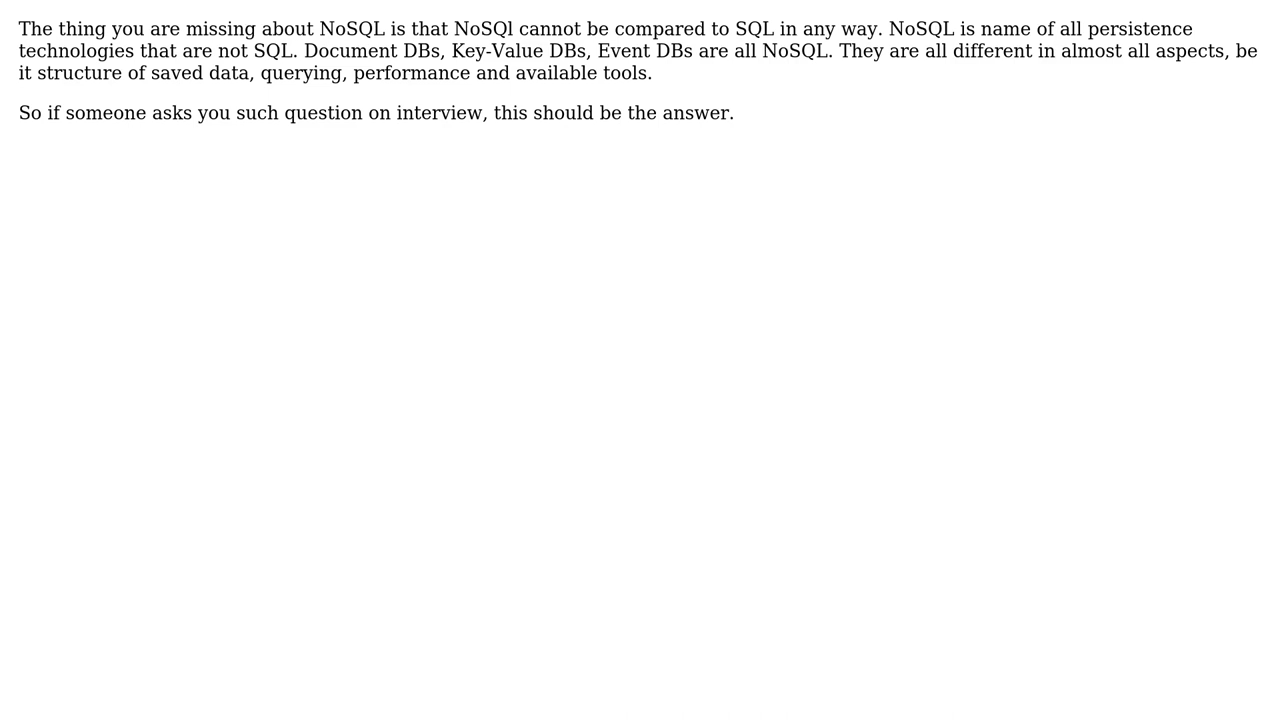 The thing you are missing about NoSQL is that NoSQl cannot be compared to SQL in any way. NoSQL is name of all persistence
technologies that are not SQL. Document DBs, Key-Value DBs, Event DBs are all NoSQL. They are all different in almost all aspects, be
it structure of saved data, querying, performance and available tools.
So if someone asks you such question on interview, this should be the answer.